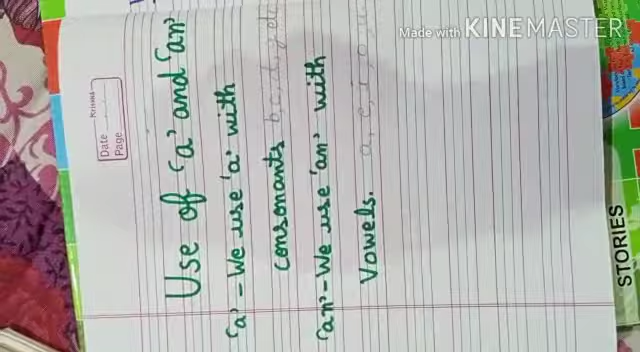 Made with KINEMASTER
Date
Page
Use of 'a' and 'an'
'a' - We use 'a' with
consonants b, c, d,
'an' - We use 'an' with
Vowels. a, e, i, o, u
STORIES